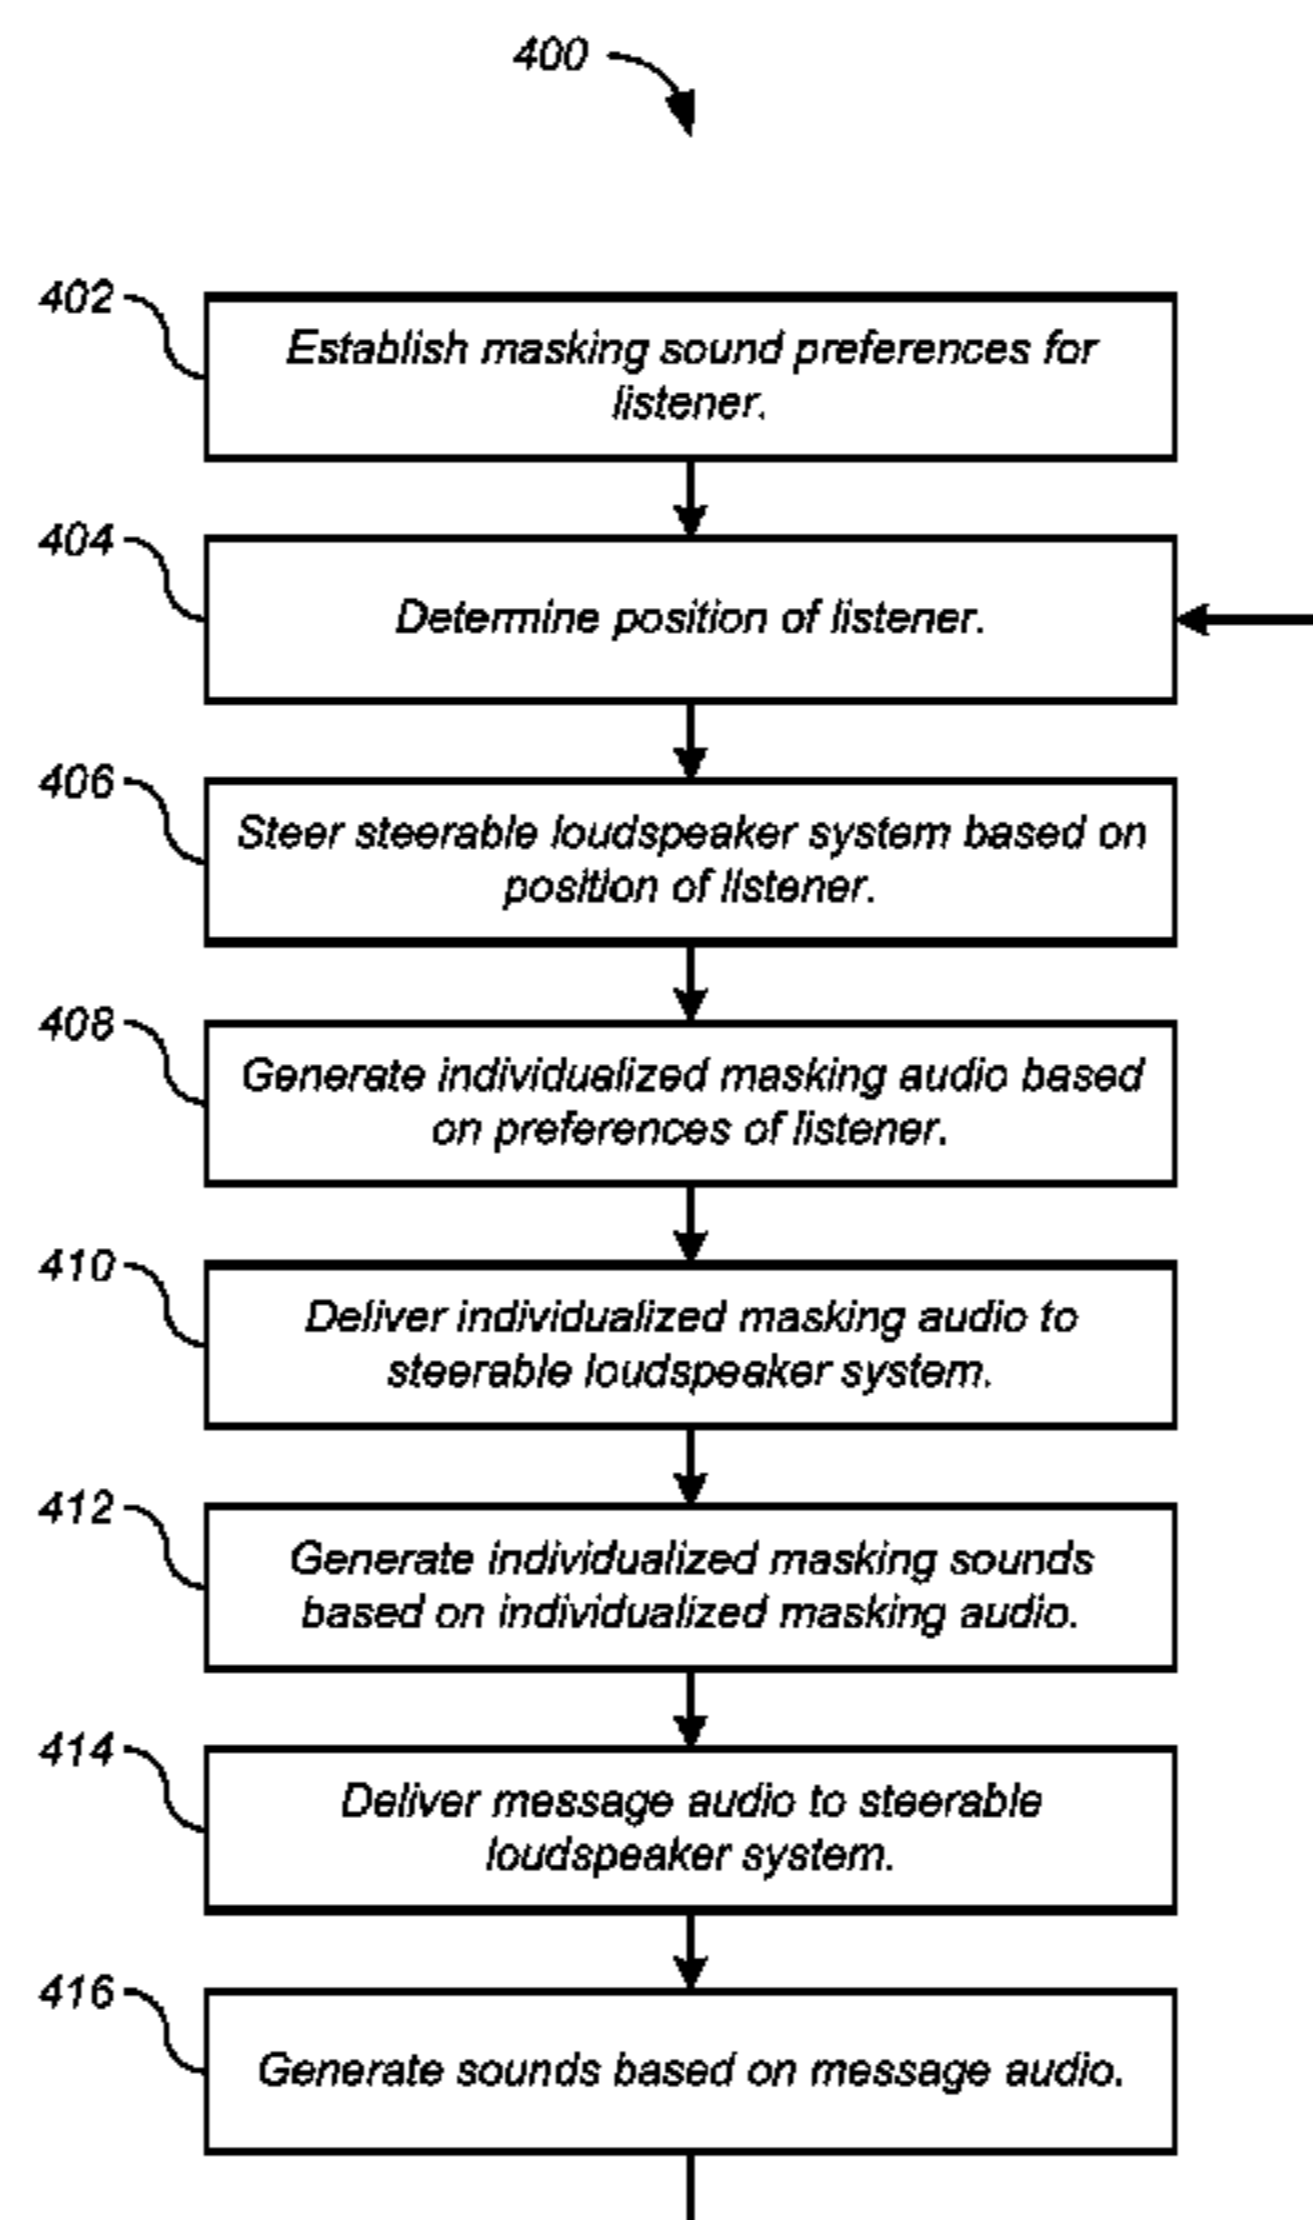 400
402
Establish masking sound preferences for
listener.
404
Determine position of listener.
406
Steer steerable loudspeaker system based on
position of listener.
408
Generate individualized masking audio based
on preferences of listener.
410
Deliver individualized masking audio to
steerable loudspeaker system.
412
Generate individualized masking sounds
based on individualized masking audio.
414
Deliver message audio to steerable
loudspeaker system.
416
Generate sounds based on message audio.